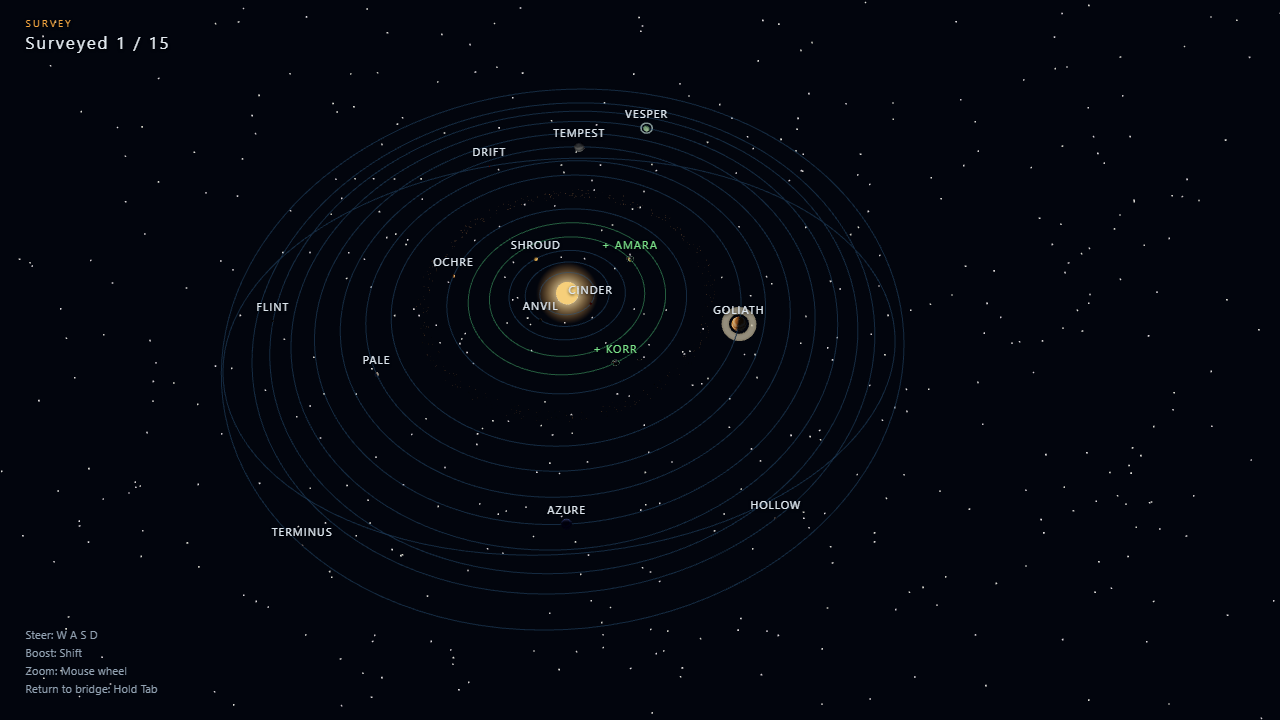 SURVEY
Surveyed 1 / 15
VESPER
TEMPEST
DRIFT
SHROUD
+ AMARA
OCHRE
CINDER
ANVIL
FLINT
GOLIATH
+ KORR
PALE
HOLLOW
AZURE
TERMINUS
Steer: W A S D
Boost: Shift
Zoom: Mouse wheel
Return to bridge: Hold Tab